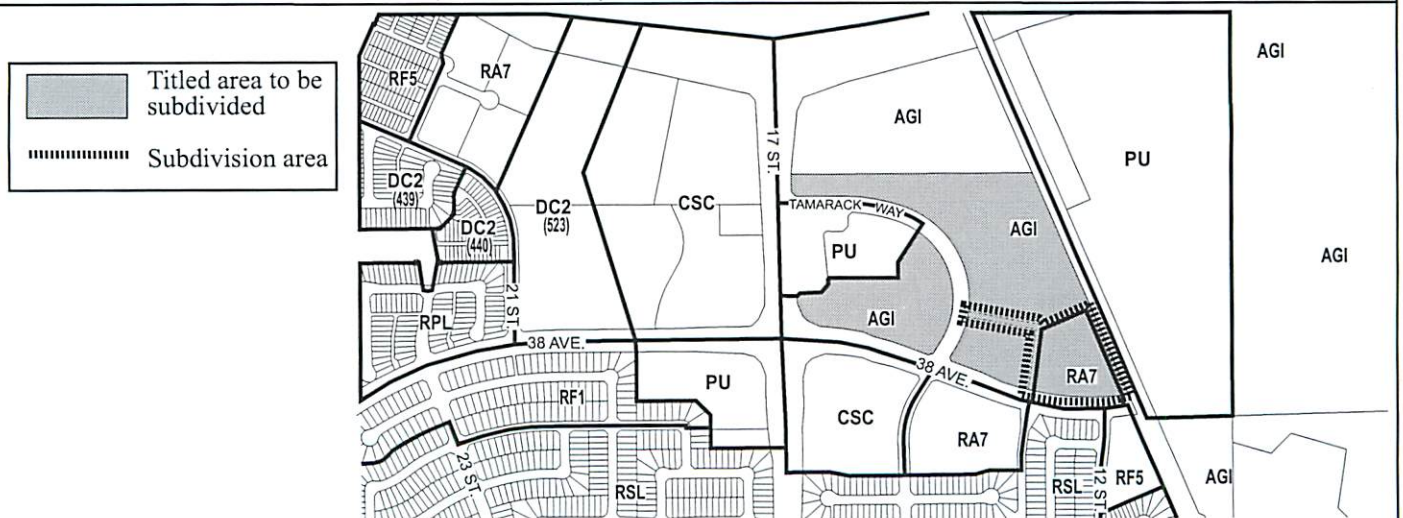 Titled area to be
subdivided
Subdivision area
RF5
RA7
DC2
(439)
DC2
(440)
RPL
21 ST.
DC2
(523)
CSC
17 ST.
AGI
TAMARACK WAY
PU
AGI
AGI
PU
AGI
AGI
38 AVE.
38 AVE.
RA7
RF1
PU
CSC
RA7
23 ST.
RSL
RSL
12 ST.
RF5
AGI